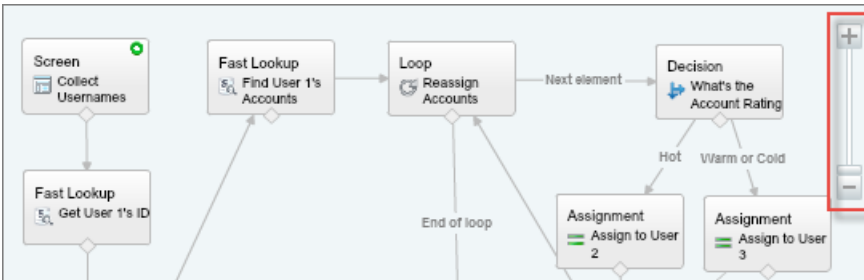 Screen
Collect
Usernames
Fast Lookup
Find User 1's
Accounts
Loop
Reassign
Accounts
Next element
Decision
What's the
Account Rating
Hot
Warm or Cold
Fast Lookup
Get User 1's ID
End of loop
Assignment
Assign to User
2
Assignment
Assign to User
3